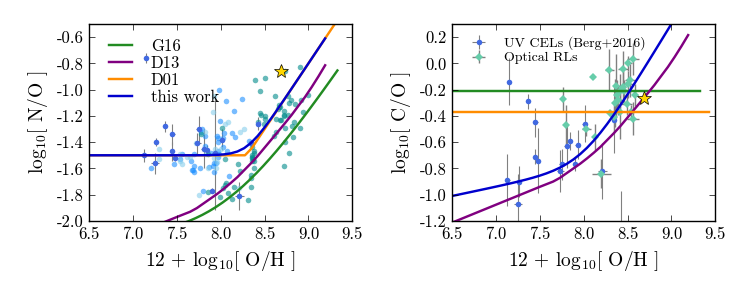 G16
D13
D01
this work
-0.6
-0.8
-1.0
-1.2
-1.4
-1.6
-1.8
-2.0
6.5 7.0 7.5 8.0 8.5 9.0 9.5
log10[ N/O ]
12 + log10[ O/H ]
UV CELs (Berg+2016)
Optical RLs
0.2
0.0
-0.2
-0.4
-0.6
-0.8
-1.0
-1.2
6.5 7.0 7.5 8.0 8.5 9.0 9.5
log10[ C/O ]
12 + log10[ O/H ]